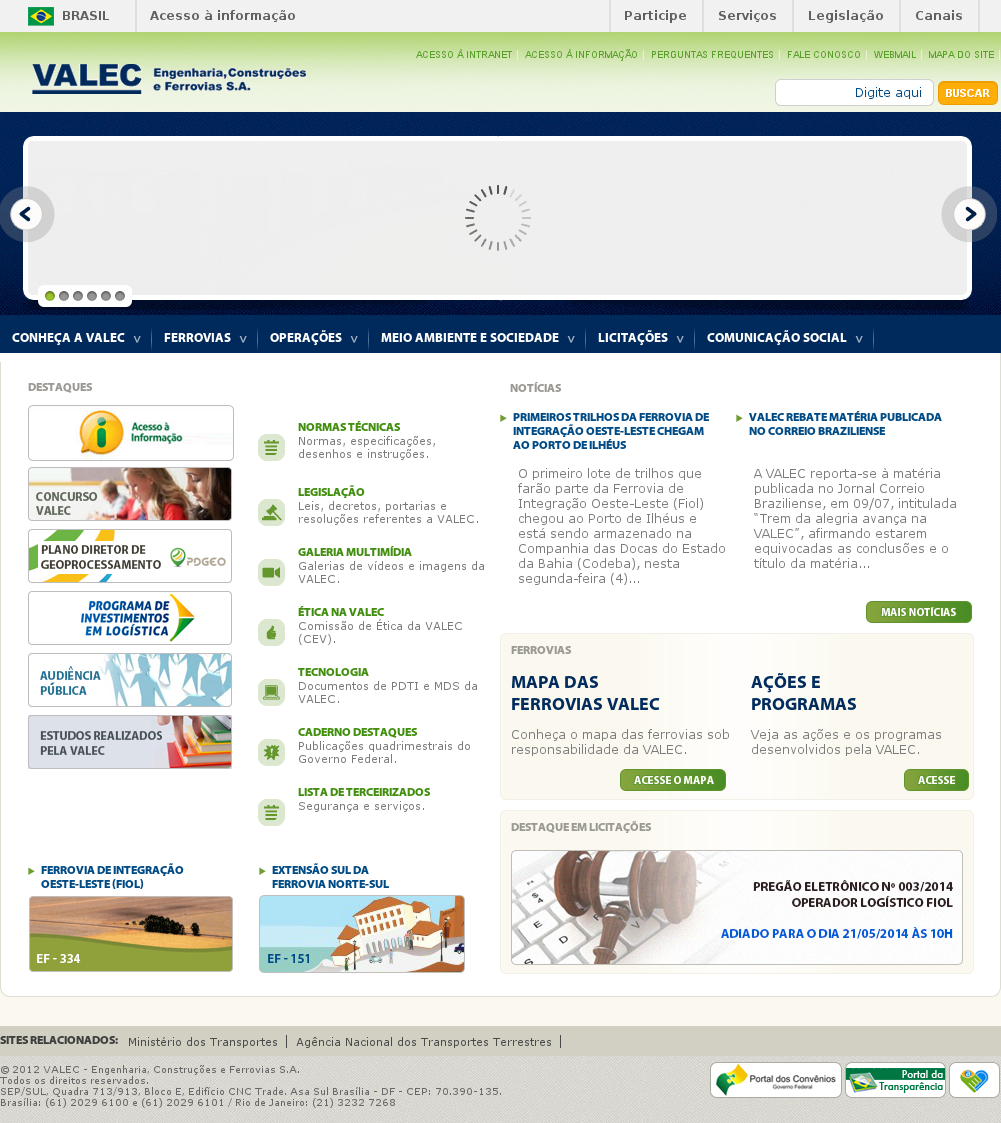 BRASIL
Acesso à informação
Participe
Serviços
Legislação
Canais
ACESSO Á INTRANET
ACESSO Á INFORMAÇÃO
PERGUNTAS FREQUENTES
FALE CONOSCO
WEBMAIL
MAPA DO SITE
VALEC
Engenharia, Construções
e Ferrovias S.A.
Digite aqui
BUSCAR
CONHEÇA A VALEC
FERROVIAS
OPERAÇÕES
MEIO AMBIENTE E SOCIEDADE
LICITAÇÕES
COMUNICAÇÃO SOCIAL
DESTAQUES
Acesso à
Informação
CONCURSO
VALEC
PLANO DIRETOR DE
GEOPROCESSAMENTO
PDGEO
PROGRAMA DE
INVESTIMENTOS
EM LOGÍSTICA
AUDIÊNCIA
PÚBLICA
ESTUDOS REALIZADOS
PELA VALEC
NORMAS TÉCNICAS
Normas, especificações,
desenhos e instruções.
LEGISLAÇÃO
Leis, decretos, portarias e
resoluções referentes a VALEC.
GALERIA MULTIMÍDIA
Galerias de vídeos e imagens da
VALEC.
ÉTICA NA VALEC
Comissão de Ética da VALEC
(CEV).
TECNOLOGIA
Documentos de PDTI e MDS da
VALEC.
CADERNO DESTAQUES
Publicações quadrimestrais do
Governo Federal.
LISTA DE TERCEIRIZADOS
Segurança e serviços.
FERROVIA DE INTEGRAÇÃO
OESTE-LESTE (FIOL)
EF - 334
EXTENSÃO SUL DA
FERROVIA NORTE-SUL
EF - 151
NOTÍCIAS
PRIMEIROS TRILHOS DA FERROVIA DE
INTEGRAÇÃO OESTE-LESTE CHEGAM
AO PORTO DE ILHÉUS
O primeiro lote de trilhos que
farão parte da Ferrovia de
Integração Oeste-Leste (Fiol)
chegou ao Porto de Ilhéus e
está sendo armazenado na
Companhia das Docas do Estado
da Bahia (Codeba), nesta
segunda-feira (4)...
VALEC REBATE MATÉRIA PUBLICADA
NO CORREIO BRAZILIENSE
A VALEC reporta-se à matéria
publicada no Jornal Correio
Braziliense, em 09/07, intitulada
“Trem da alegria avança na
VALEC”, afirmando estarem
equivocadas as conclusões e o
título da matéria...
MAIS NOTÍCIAS
FERROVIAS
MAPA DAS
FERROVIAS VALEC
Conheça o mapa das ferrovias sob
responsabilidade da VALEC.
ACESSE O MAPA
AÇÕES E
PROGRAMAS
Veja as ações e os programas
desenvolvidos pela VALEC.
ACESSE
DESTAQUE EM LICITAÇÕES
PREGÃO ELETRÔNICO Nº 003/2014
OPERADOR LOGÍSTICO FIOL
ADIADO PARA O DIA 21/05/2014 ÀS 10H
SITES RELACIONADOS:
Ministério dos Transportes
Agência Nacional dos Transportes Terrestres
© 2012 VALEC - Engenharia, Construções e Ferrovias S.A.
Todos os direitos reservados.
SEP/SUL, Quadra 713/913, Bloco E, Edifício CNC Trade. Asa Sul Brasília - DF - CEP: 70.390-135.
Brasília: (61) 2029 6100 e (61) 2029 6101 / Rio de Janeiro: (21) 3232 7268
Portal dos Convênios
Governo Federal
Portal da
Transparência